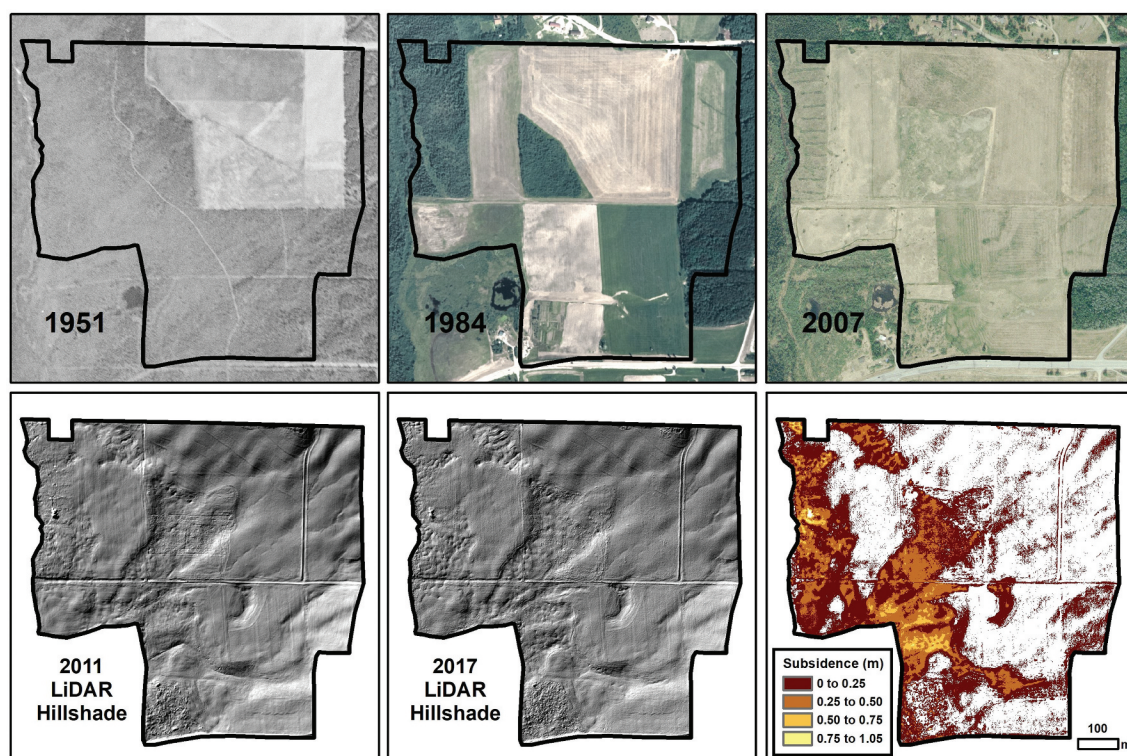 1951
1984
2007
2011
LiDAR
Hillshade
2017
LiDAR
Hillshade
Subsidence (m)
0 to 0.25
0.25 to 0.50
0.50 to 0.75
0.75 to 1.05
100
m